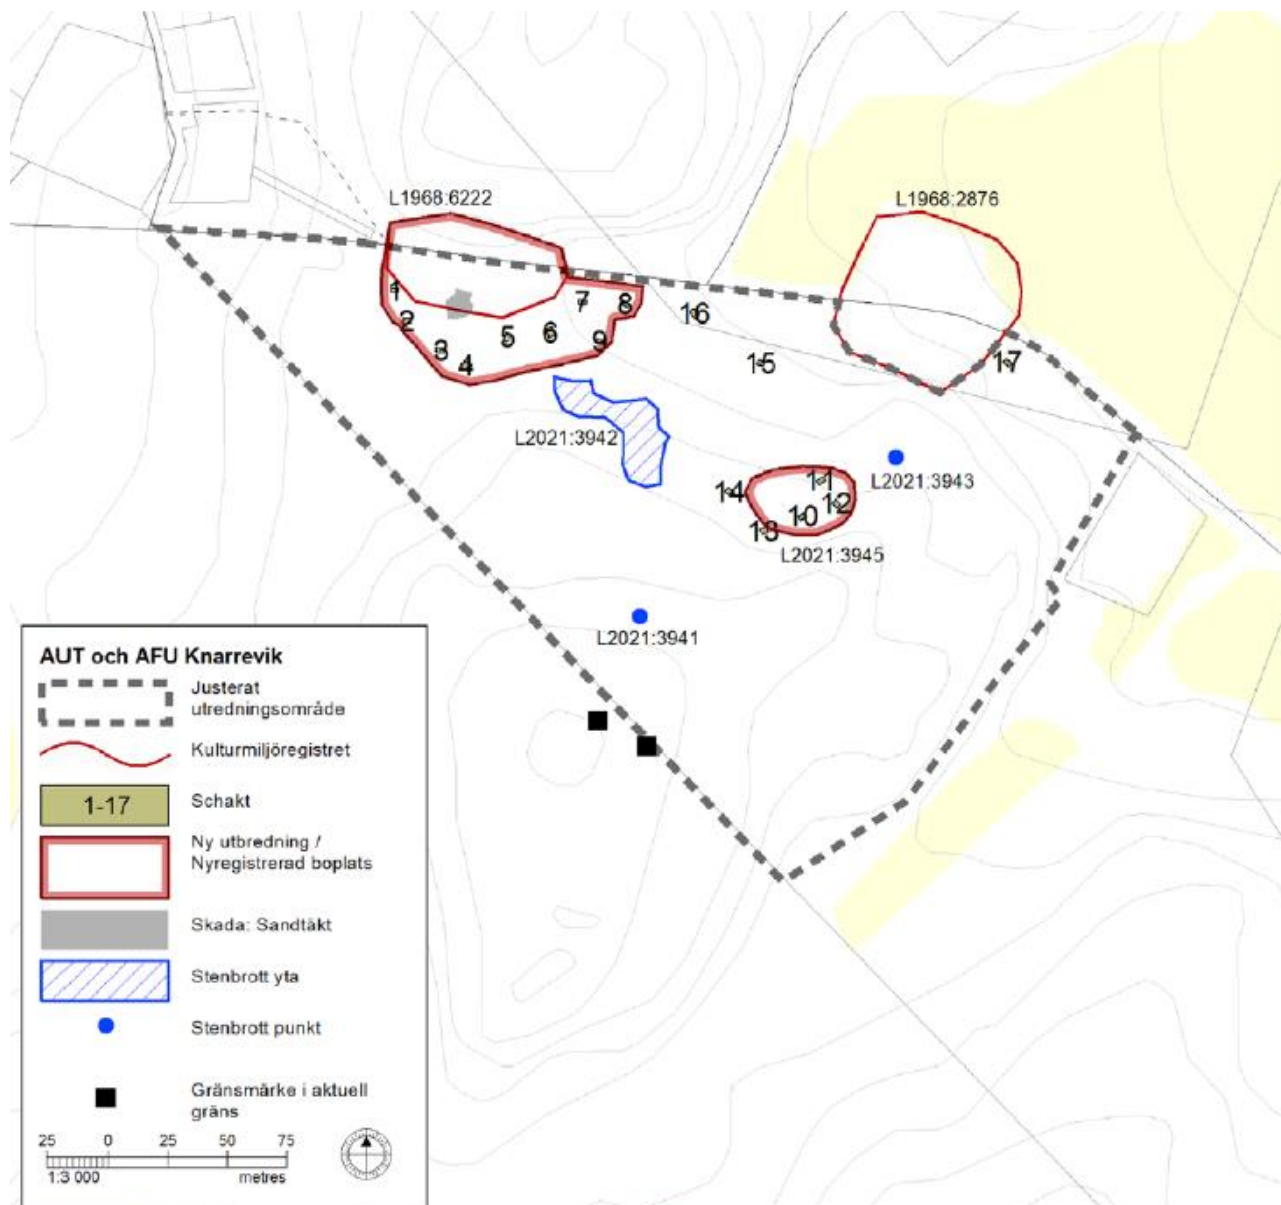 L1968:6222
L1968:2876
1
2
3
4
5
6
7
8
9
16
15
17
L2021:3942
L2021:3943
14
11
12
10
13
L2021:3945
L2021:3941
AUT och AFU Knarrevik
Justerat
utredningsområde
Kulturmiljöregistret
1-17
Schakt
Ny utbredning /
Nyregistrerad boplats
Skada: Sandtäkt
Stenbrott yta
Stenbrott punkt
Gränsmärke i aktuell
gräns
25 0 25 50 75
1:3 000 metres